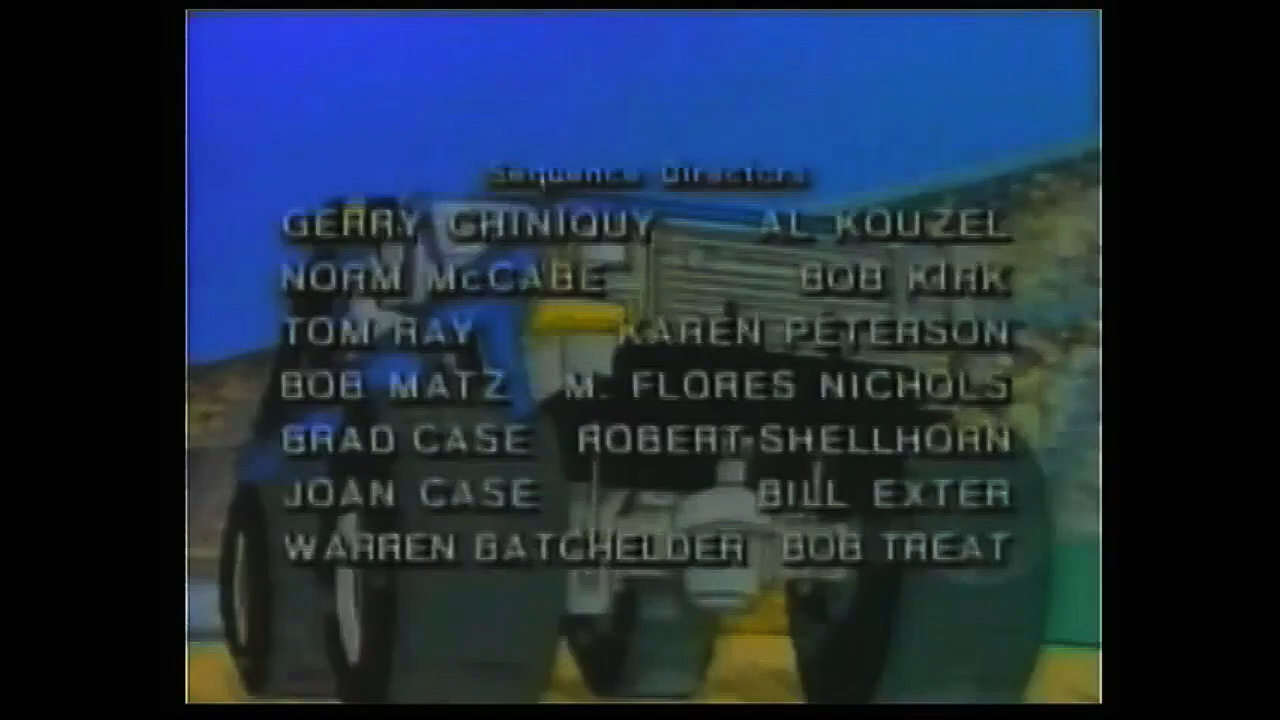 Sequence Directors
GERRY CHINIQUY AL KOUZEL
NORM McCABE BOB KIRK
TOM RAY KAREN PETERSON
BOB MATZ M. FLORES NICHOLS
BRAD CASE ROBERT SHELLHORN
JOAN CASE BILL EXTER
WARREN BATCHELDER BOB TREAT